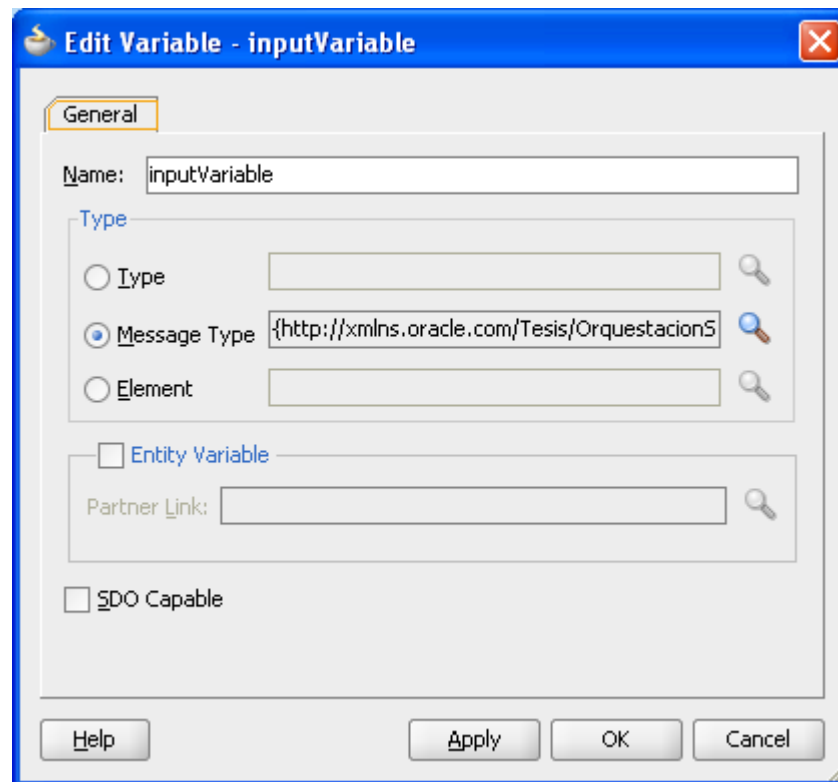 Edit Variable - inputVariable
General
Name: inputVariable
Type
Type
Message Type {http://xmlns.oracle.com/Tesis/OrquestacionS
Element
Entity Variable
Partner Link:
SDO Capable
Help Apply OK Cancel